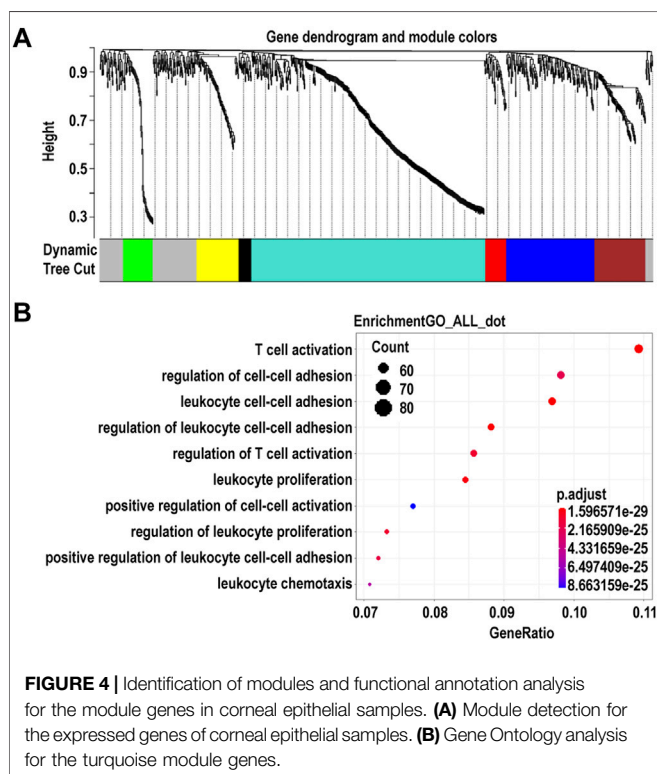 A
Gene dendrogram and module colors
Height
0.9
0.7
0.5
0.3
Dynamic
Tree Cut
B
EnrichmentGO_ALL_dot
T cell activation
regulation of cell-cell adhesion
leukocyte cell-cell adhesion
regulation of leukocyte cell-cell adhesion
regulation of T cell activation
leukocyte proliferation
positive regulation of cell-cell activation
regulation of leukocyte proliferation
positive regulation of leukocyte cell-cell adhesion
leukocyte chemotaxis
Count
60
70
80
p.adjust
1.596571e-29
2.165909e-25
4.331659e-25
6.497409e-25
8.663159e-25
0.07 0.08 0.09 0.10 0.11
GeneRatio
FIGURE 4 | Identification of modules and functional annotation analysis
for the module genes in corneal epithelial samples. (A) Module detection for
the expressed genes of corneal epithelial samples. (B) Gene Ontology analysis
for the turquoise module genes.